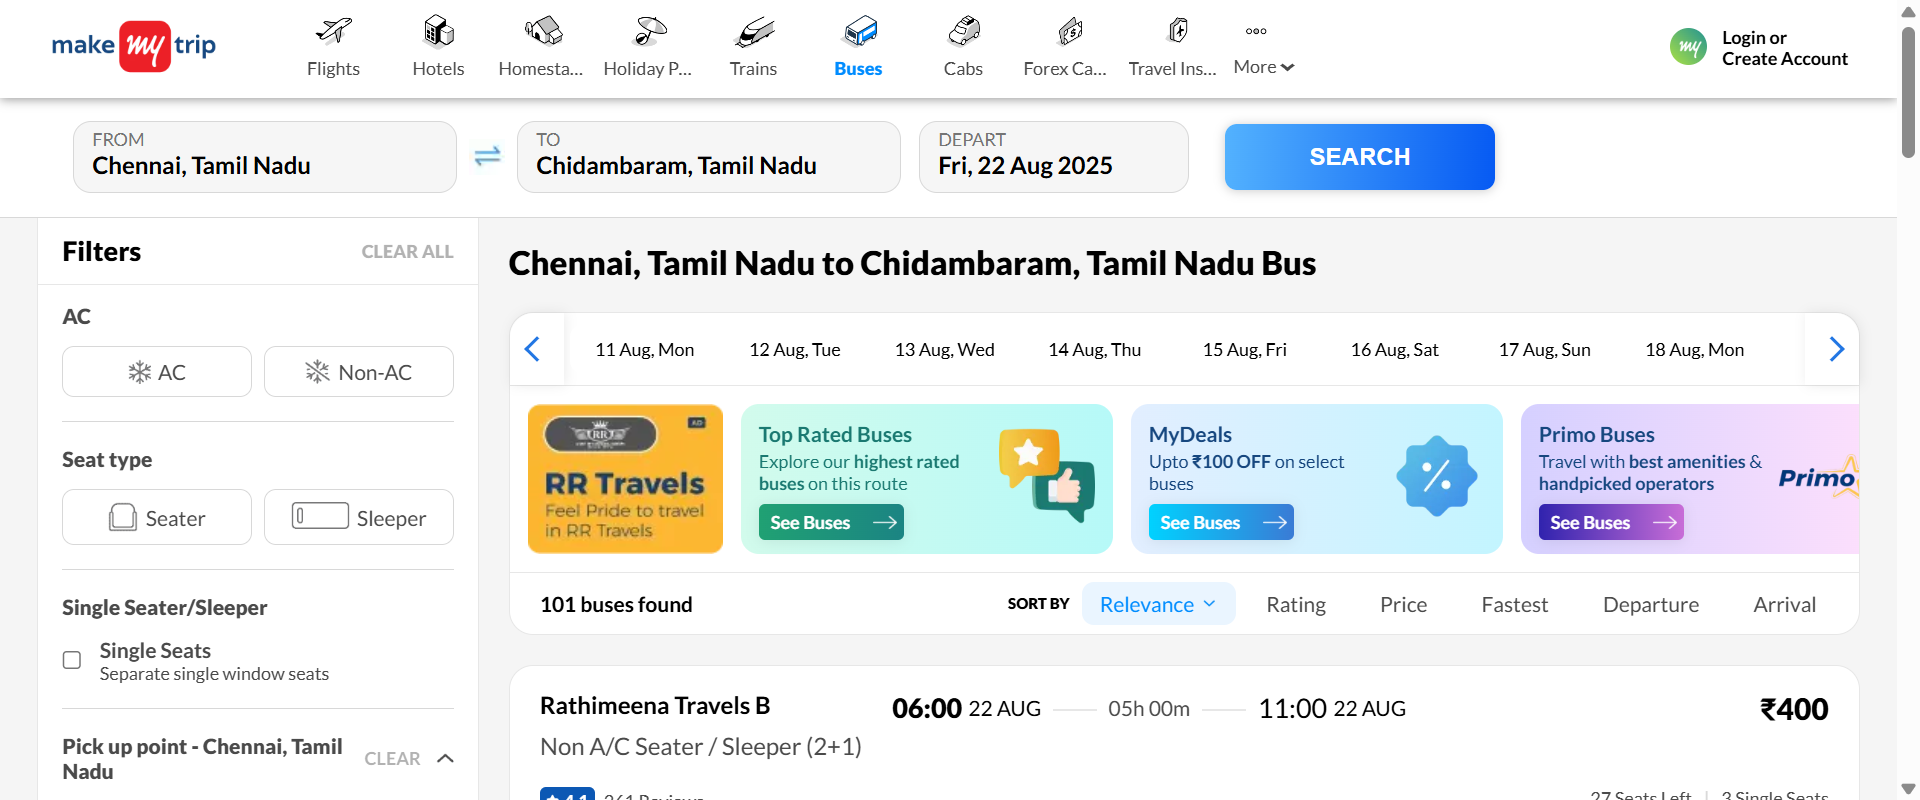 make my trip
Flights
Hotels
Homesta...
Holiday P...
Trains
Buses
Cabs
Forex Ca...
Travel Ins...
More
my
Login or
Create Account
FROM
Chennai, Tamil Nadu
TO
Chidambaram, Tamil Nadu
DEPART
Fri, 22 Aug 2025
SEARCH
Filters
CLEAR ALL
AC
AC
Non-AC
Seat type
Seater
Sleeper
Single Seater/Sleeper
Single Seats
Separate single window seats
Pick up point - Chennai, Tamil
Nadu
CLEAR
Chennai, Tamil Nadu to Chidambaram, Tamil Nadu Bus
11 Aug, Mon
12 Aug, Tue
13 Aug, Wed
14 Aug, Thu
15 Aug, Fri
16 Aug, Sat
17 Aug, Sun
18 Aug, Mon
AD
RR
RR Travels
Feel Pride to travel
in RR Travels
Top Rated Buses
Explore our highest rated
buses on this route
See Buses
MyDeals
Upto ₹100 OFF on select
buses
See Buses
Primo Buses
Travel with best amenities &
handpicked operators
See Buses
Primo
101 buses found
SORT BY
Relevance
Rating
Price
Fastest
Departure
Arrival
Rathimeena Travels B
06:00 22 AUG
05h 00m
11:00 22 AUG
₹400
Non A/C Seater / Sleeper (2+1)
4.1
261 Reviews
27 Seats Left
3 Single Seats